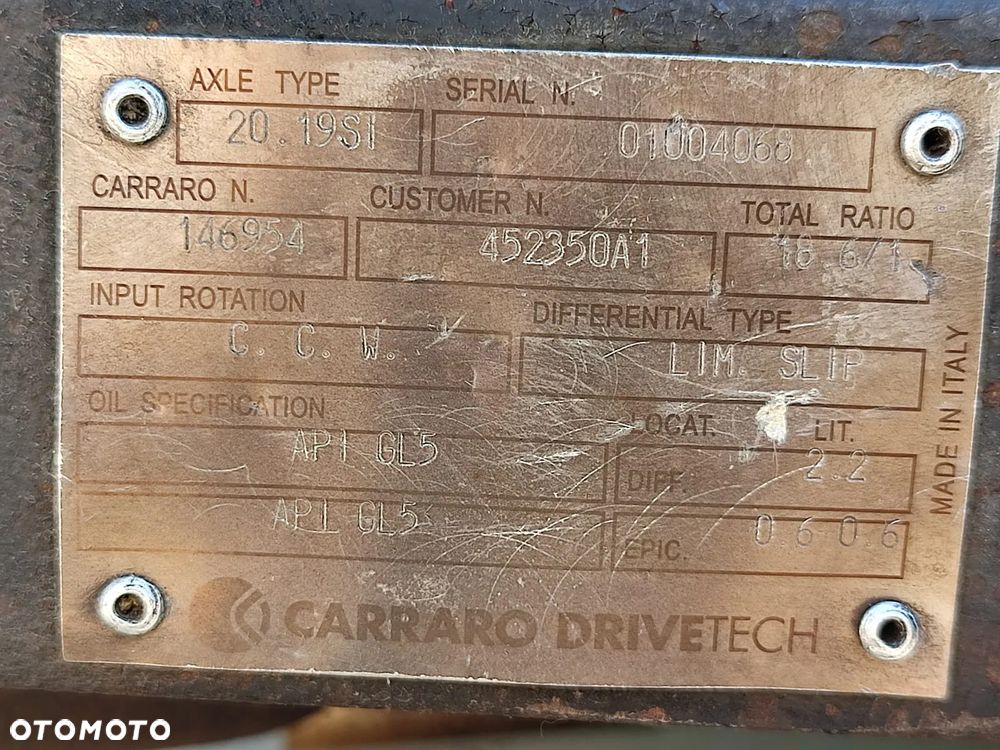 AXLE TYPE SERIAL N.
20.19SI 01004068
CARRARO N. CUSTOMER N. TOTAL RATIO
146954 452350A1 16 6/1
INPUT ROTATION DIFFERENTIAL TYPE
C. C. W. LIM. SLIP
OIL SPECIFICATION LOCAT. LIT.
API GL5 DIFF. 2.2
API GL5 EPIC. 0.6 0.6
MADE IN ITALY
CARRARO DRIVETECH
OTOMOTO